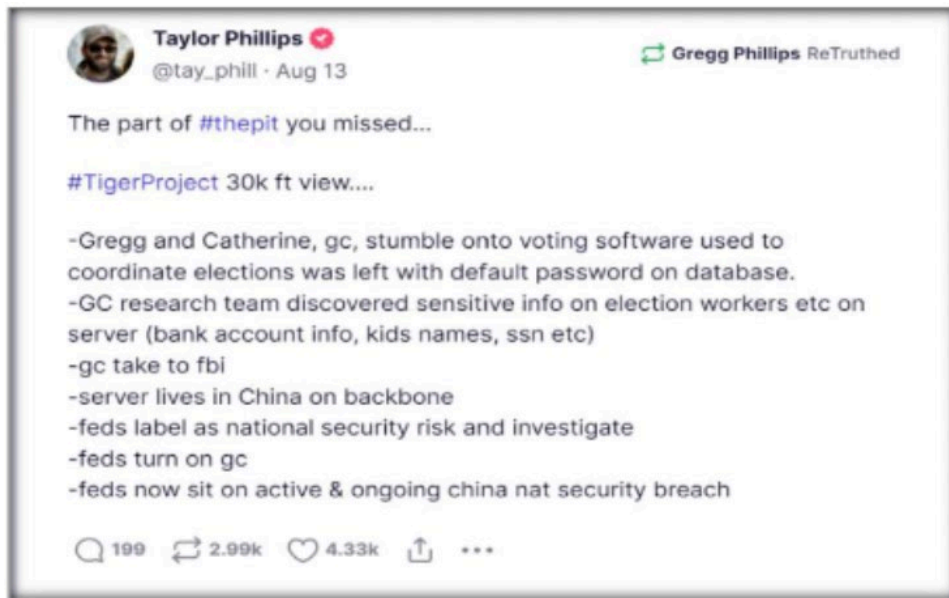 Taylor Phillips
@tay_phill · Aug 13
Gregg Phillips ReTruthed
The part of #thepit you missed...
#TigerProject 30k ft view....
-Gregg and Catherine, gc, stumble onto voting software used to
coordinate elections was left with default password on database.
-GC research team discovered sensitive info on election workers etc on
server (bank account info, kids names, ssn etc)
-gc take to fbi
-server lives in China on backbone
-feds label as national security risk and investigate
-feds turn on gc
-feds now sit on active & ongoing china nat security breach
199 2.99k 4.33k